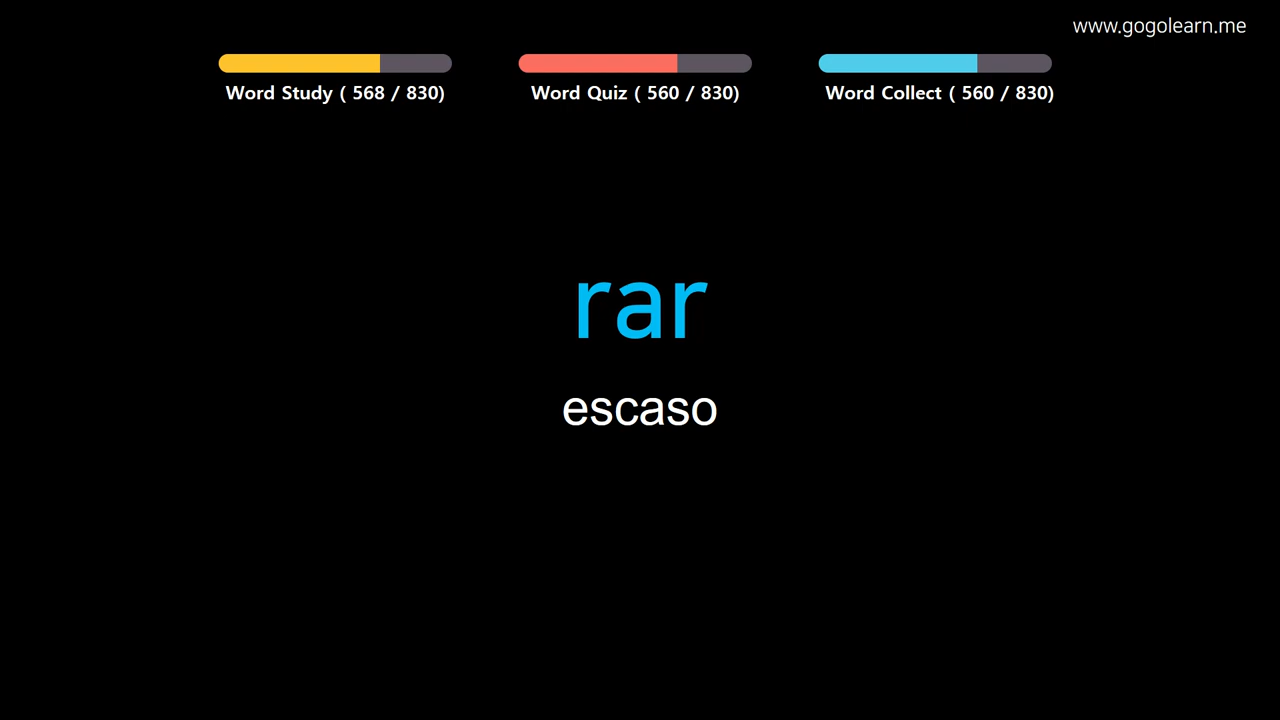 www.gogolearn.me
Word Study ( 568 / 830)
Word Quiz ( 560 / 830)
Word Collect ( 560 / 830)
rar
escaso